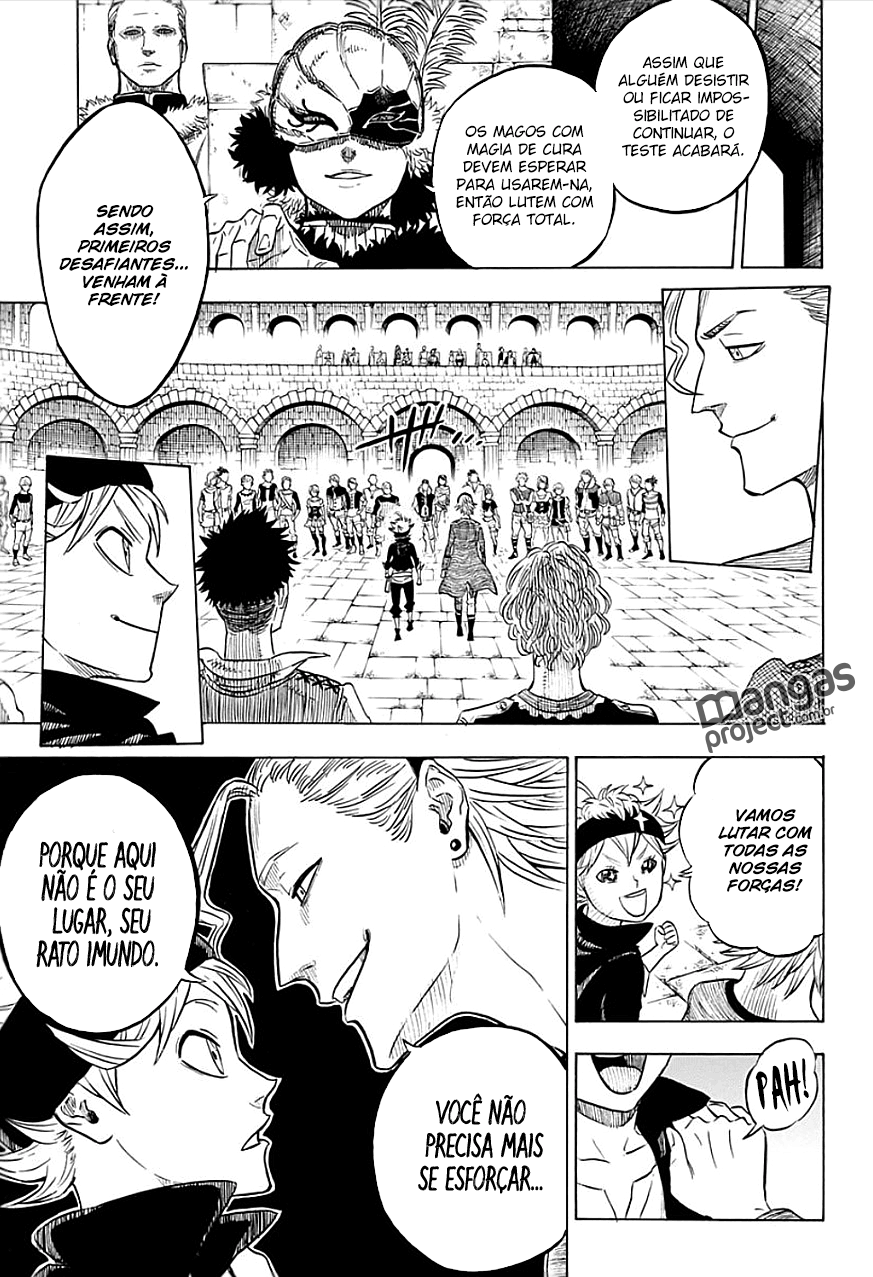 ASSIM QUE
ALGUÉM DESISTIR
OU FICAR IMPOS-
SIBILITADO DE
CONTINUAR, O
TESTE ACABARÁ.
OS MAGOS COM
MAGIA DE CURA
DEVEM ESPERAR
PARA USAREM-NA,
ENTÃO LUTEM COM
FORÇA TOTAL.
SENDO
ASSIM,
PRIMEIROS
DESAFIANTES...
VENHAM À
FRENTE!
mangas
project.com.br
VAMOS
LUTAR COM
TODAS AS
NOSSAS
FORÇAS!
PAH!
VOCÊ NÃO
PRECISA MAIS
SE ESFORÇAR...
PORQUE AQUI
NÃO É O SEU
LUGAR, SEU
RATO IMUNDO.